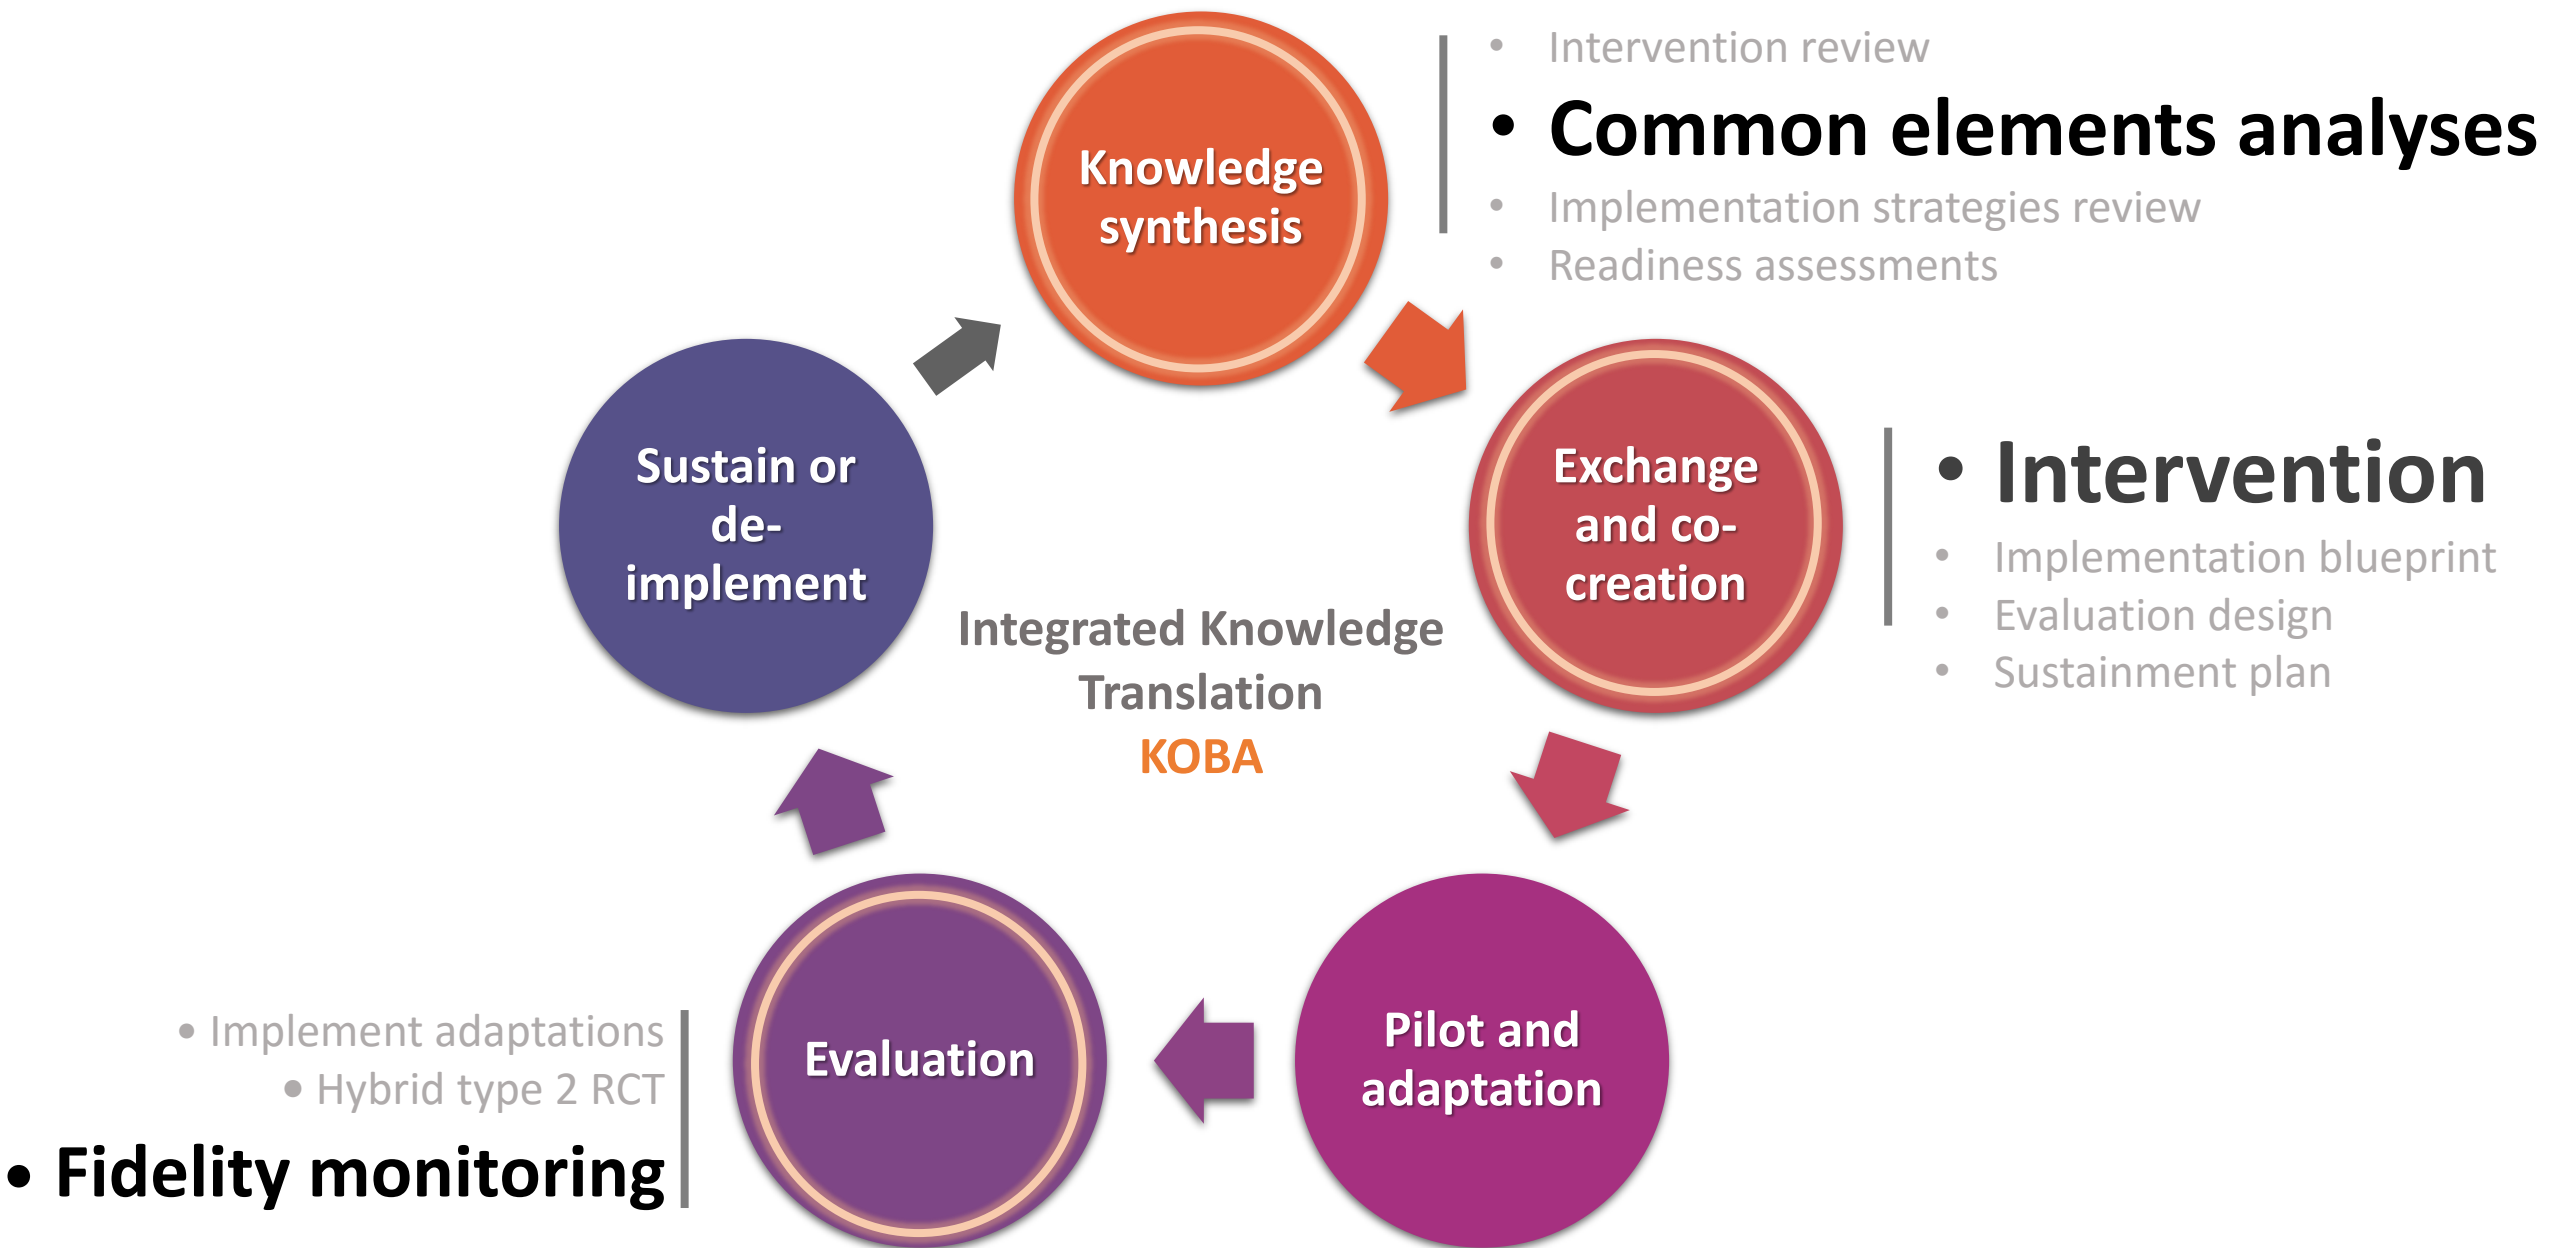 Knowledge
synthesis
• Intervention review
• Common elements analyses
• Implementation strategies review
• Readiness assessments
Exchange
and co-
creation
• Intervention
• Implementation blueprint
• Evaluation design
• Sustainment plan
Pilot and
adaptation
Evaluation
• Implement adaptations
• Hybrid type 2 RCT
• Fidelity monitoring
Sustain or
de-
implement
Integrated Knowledge
Translation
KOBA